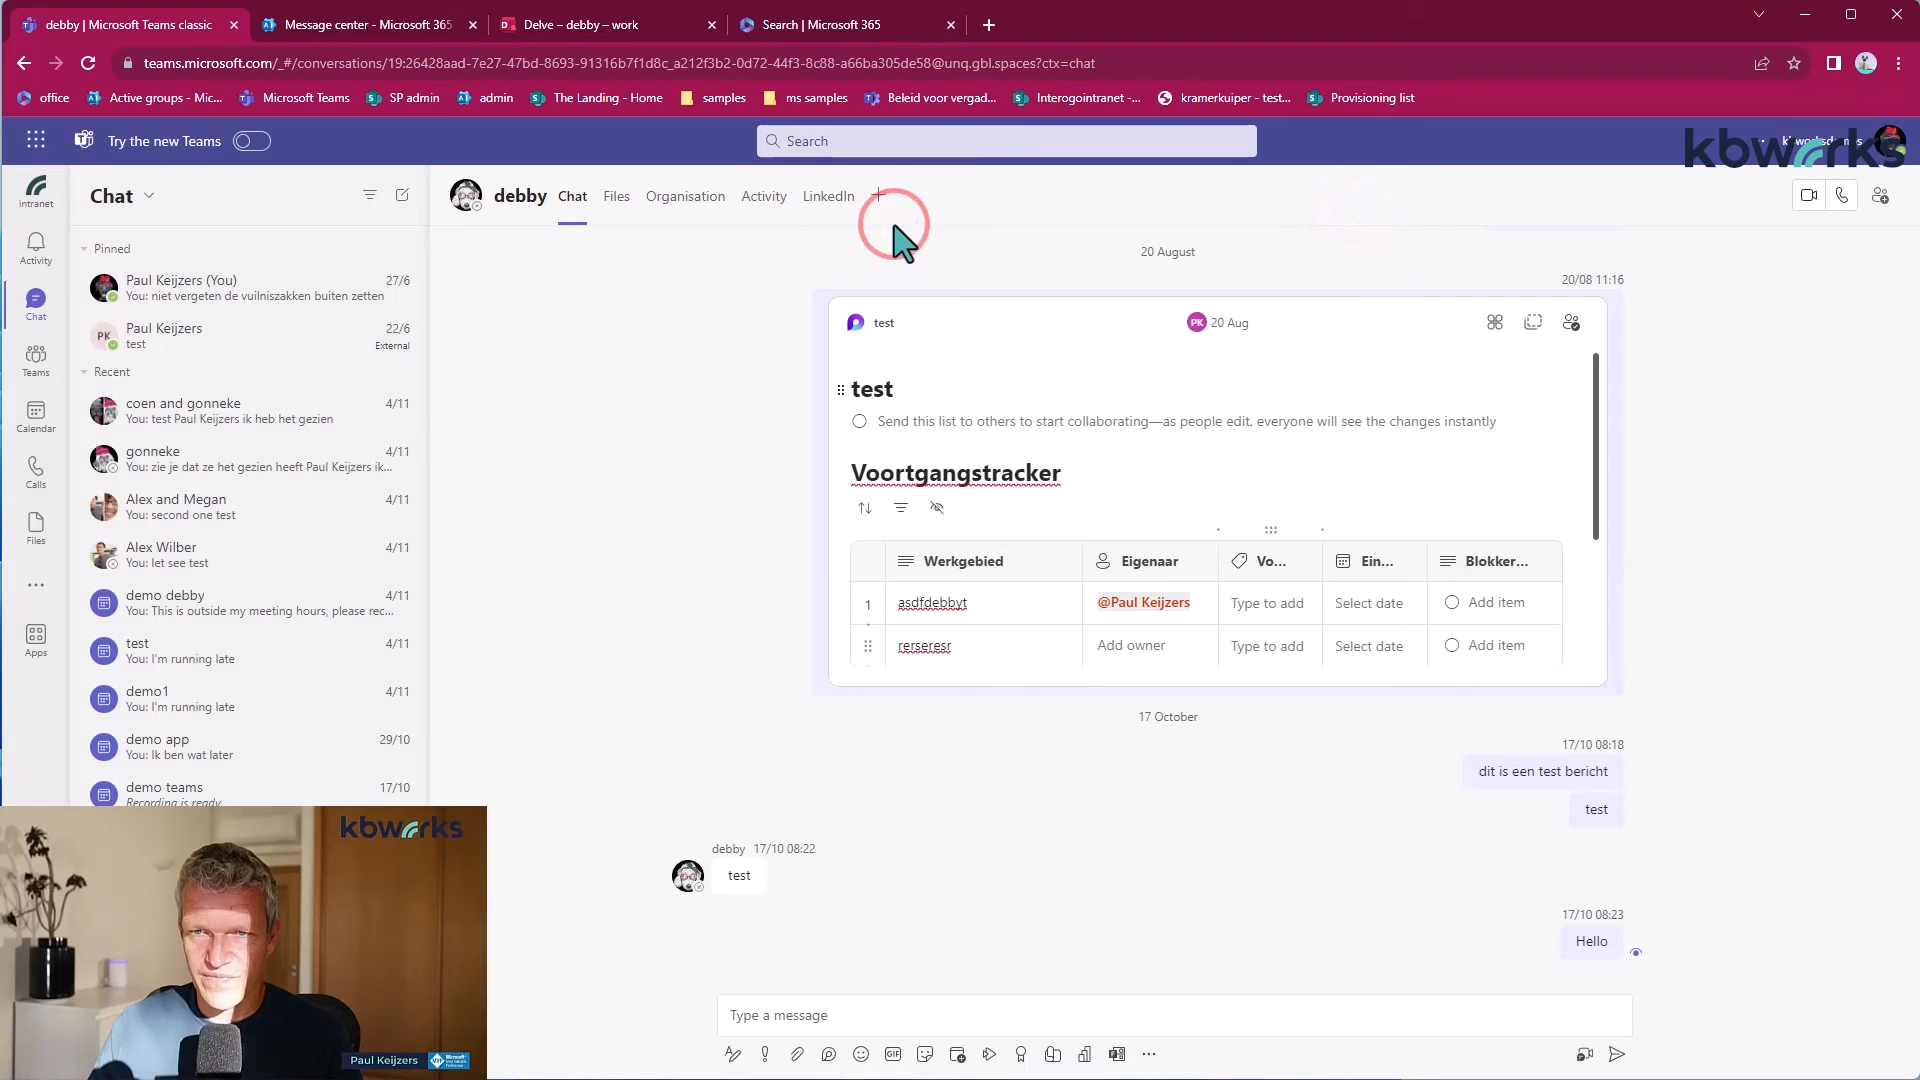 debby | Microsoft Teams classic
Message center - Microsoft 365
Delve – debby – work
Search | Microsoft 365
teams.microsoft.com/_#/conversations/19:26428aad-7e27-47bd-8693-91316b7f1d8c_a212f3b2-0d72-44f3-8c88-a66ba305de58@unq.gbl.spaces?ctx=chat
office
Active groups - Mic...
Microsoft Teams
SP admin
admin
The Landing - Home
samples
ms samples
Beleid voor vergad...
Interogointranet -...
kramerkuiper - test...
Provisioning list
Try the new Teams
Search
kbworks
intranet
Activity
Chat
Teams
Calendar
Calls
Files
Apps
Chat
Pinned
Paul Keijzers (You) 27/6
You: niet vergeten de vuilniszakken buiten zetten
PK
Paul Keijzers 22/6
test External
Recent
coen and gonneke 4/11
You: test Paul Keijzers ik heb het gezien
gonneke 4/11
You: zie je dat ze het gezien heeft Paul Keijzers ik...
Alex and Megan 4/11
You: second one test
Alex Wilber 4/11
You: let see test
demo debby 4/11
You: This is outside my meeting hours, please rec...
test 4/11
You: I'm running late
demo1 4/11
You: I'm running late
demo app 29/10
You: Ik ben wat later
demo teams 17/10
Recording is ready
debby Chat Files Organisation Activity LinkedIn
20 August
20/08 11:16
test PK 20 Aug
test
Send this list to others to start collaborating—as people edit, everyone will see the changes instantly
Voortgangstracker
Werkgebied Eigenaar Vo... Ein... Blokker...
1 asdfdebbyt @Paul Keijzers Type to add Select date Add item
rerseresr Add owner Type to add Select date Add item
17 October
17/10 08:18
dit is een test bericht
test
debby 17/10 08:22
test
17/10 08:23
Hello
Type a message
GIF
kbworks
Paul Keijzers